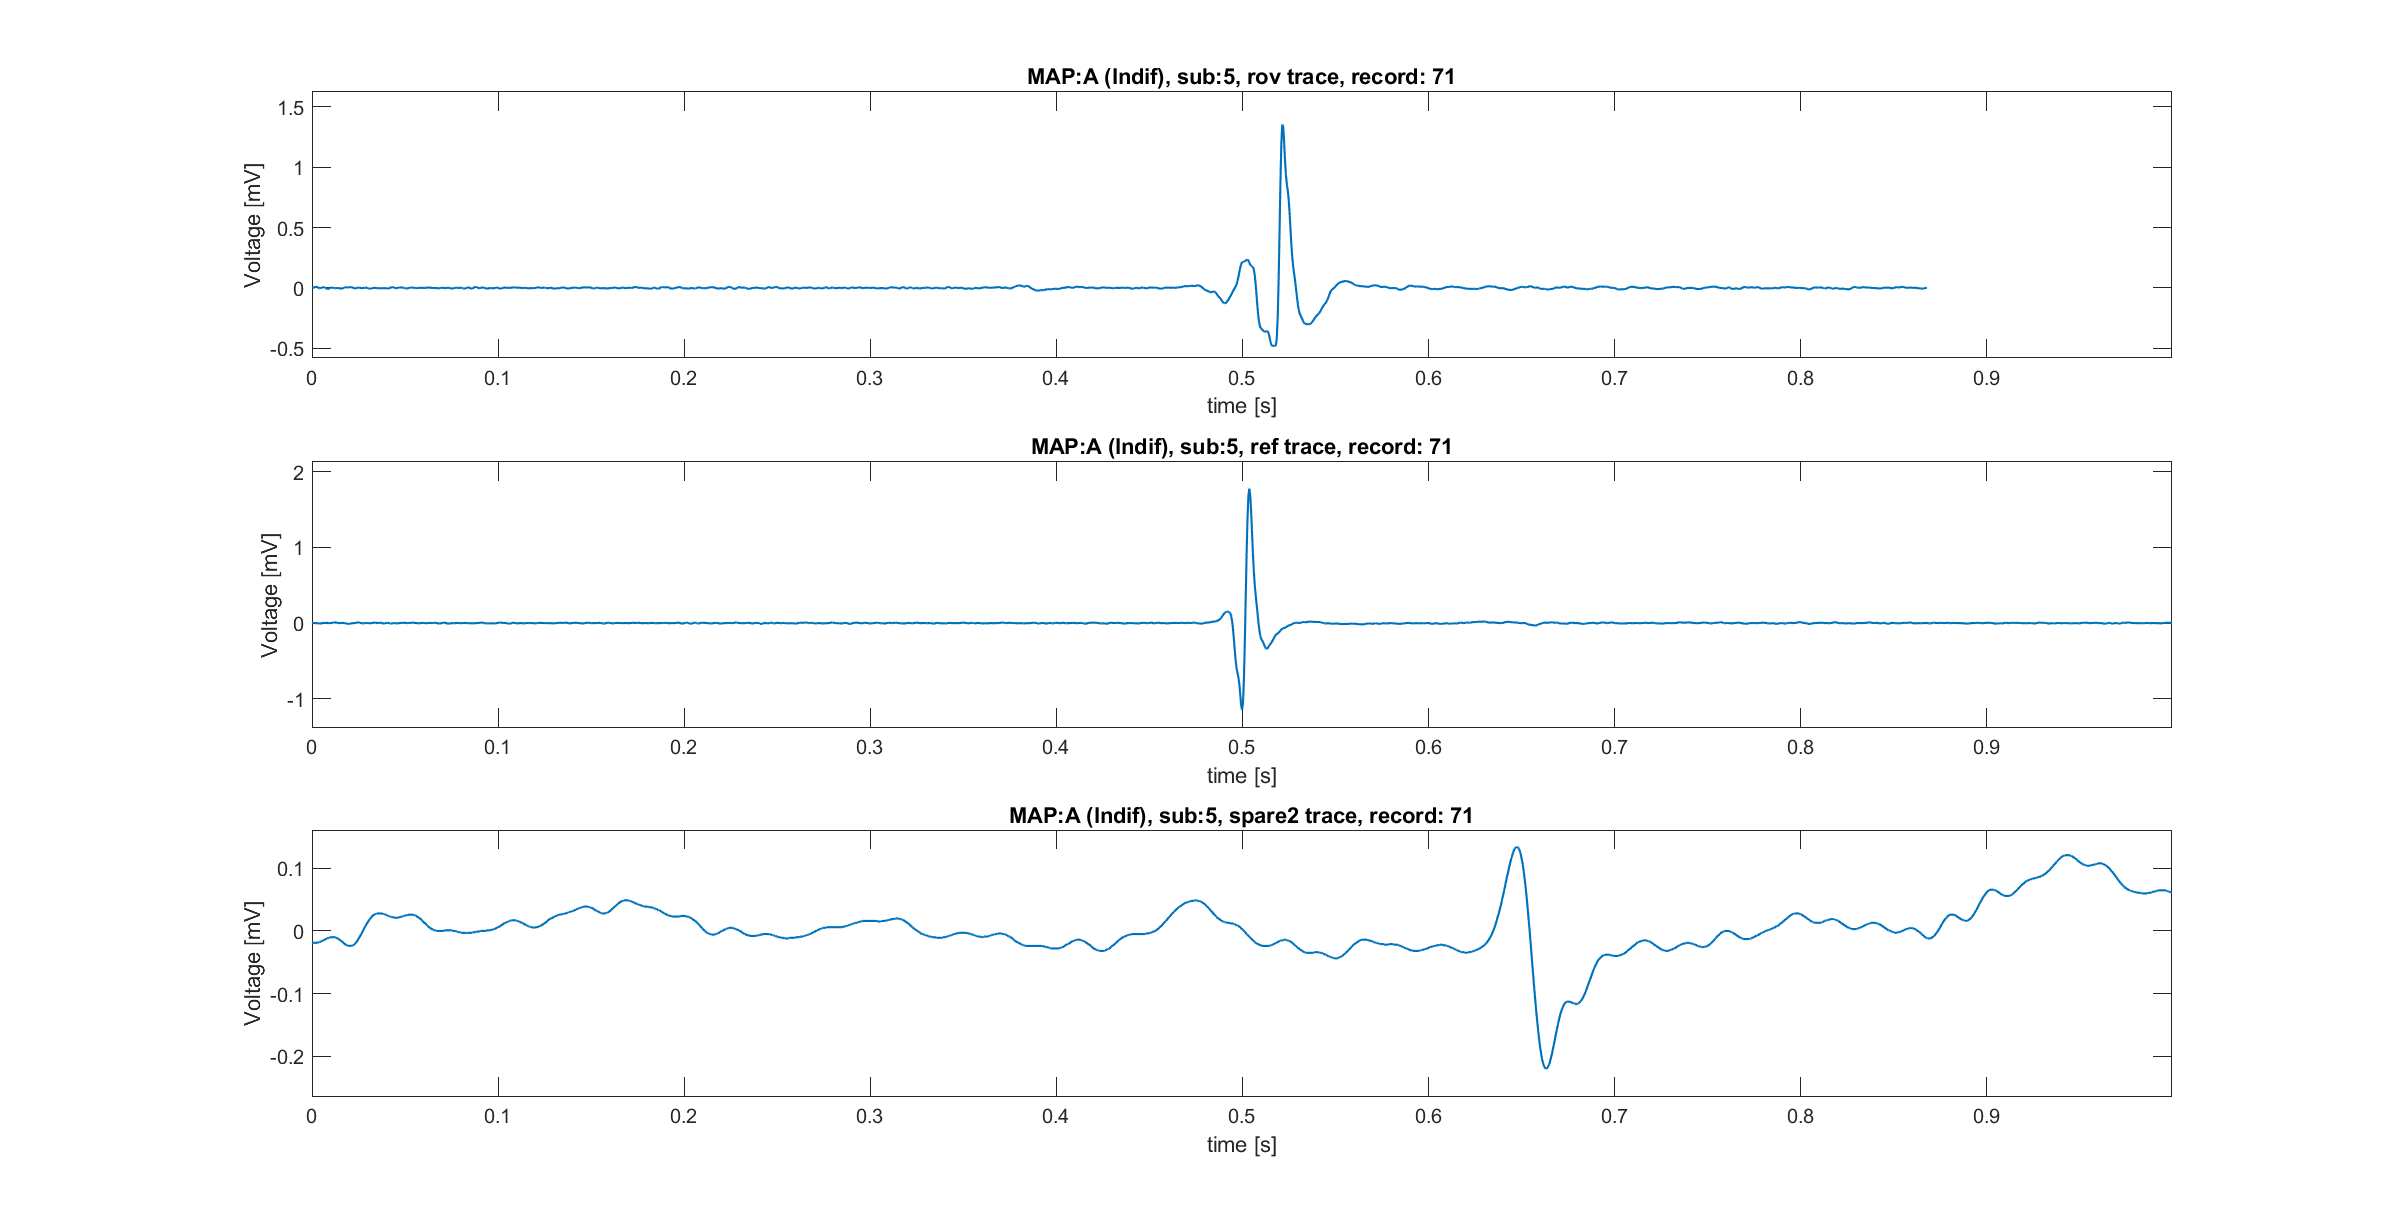 MAP:A (Indif), sub:5, rov trace, record: 71
1.5
1
0.5
0
-0.5
Voltage [mV]
0 0.1 0.2 0.3 0.4 0.5 0.6 0.7 0.8 0.9
time [s]
MAP:A (Indif), sub:5, ref trace, record: 71
2
1
0
-1
Voltage [mV]
0 0.1 0.2 0.3 0.4 0.5 0.6 0.7 0.8 0.9
time [s]
MAP:A (Indif), sub:5, spare2 trace, record: 71
0.1
0
-0.1
-0.2
Voltage [mV]
0 0.1 0.2 0.3 0.4 0.5 0.6 0.7 0.8 0.9
time [s]